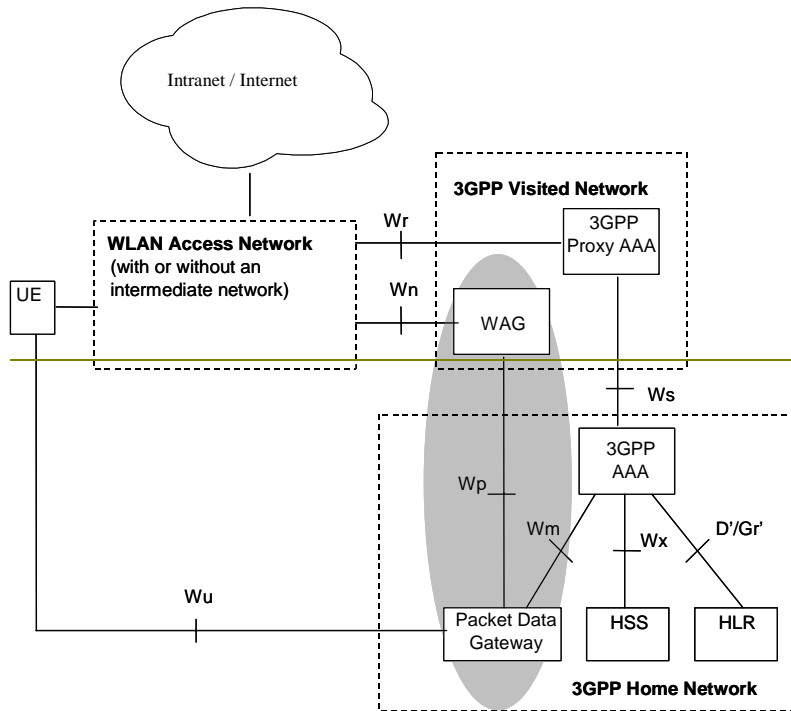 Intranet / Internet
3GPP Visited Network
Wr
3GPP
Proxy AAA
WLAN Access Network
(with or without an
intermediate network)
UE
Wn
WAG
Ws
3GPP
AAA
Wp
Wm
Wx
D'/Gr'
Wu
Packet Data
Gateway
HSS
HLR
3GPP Home Network